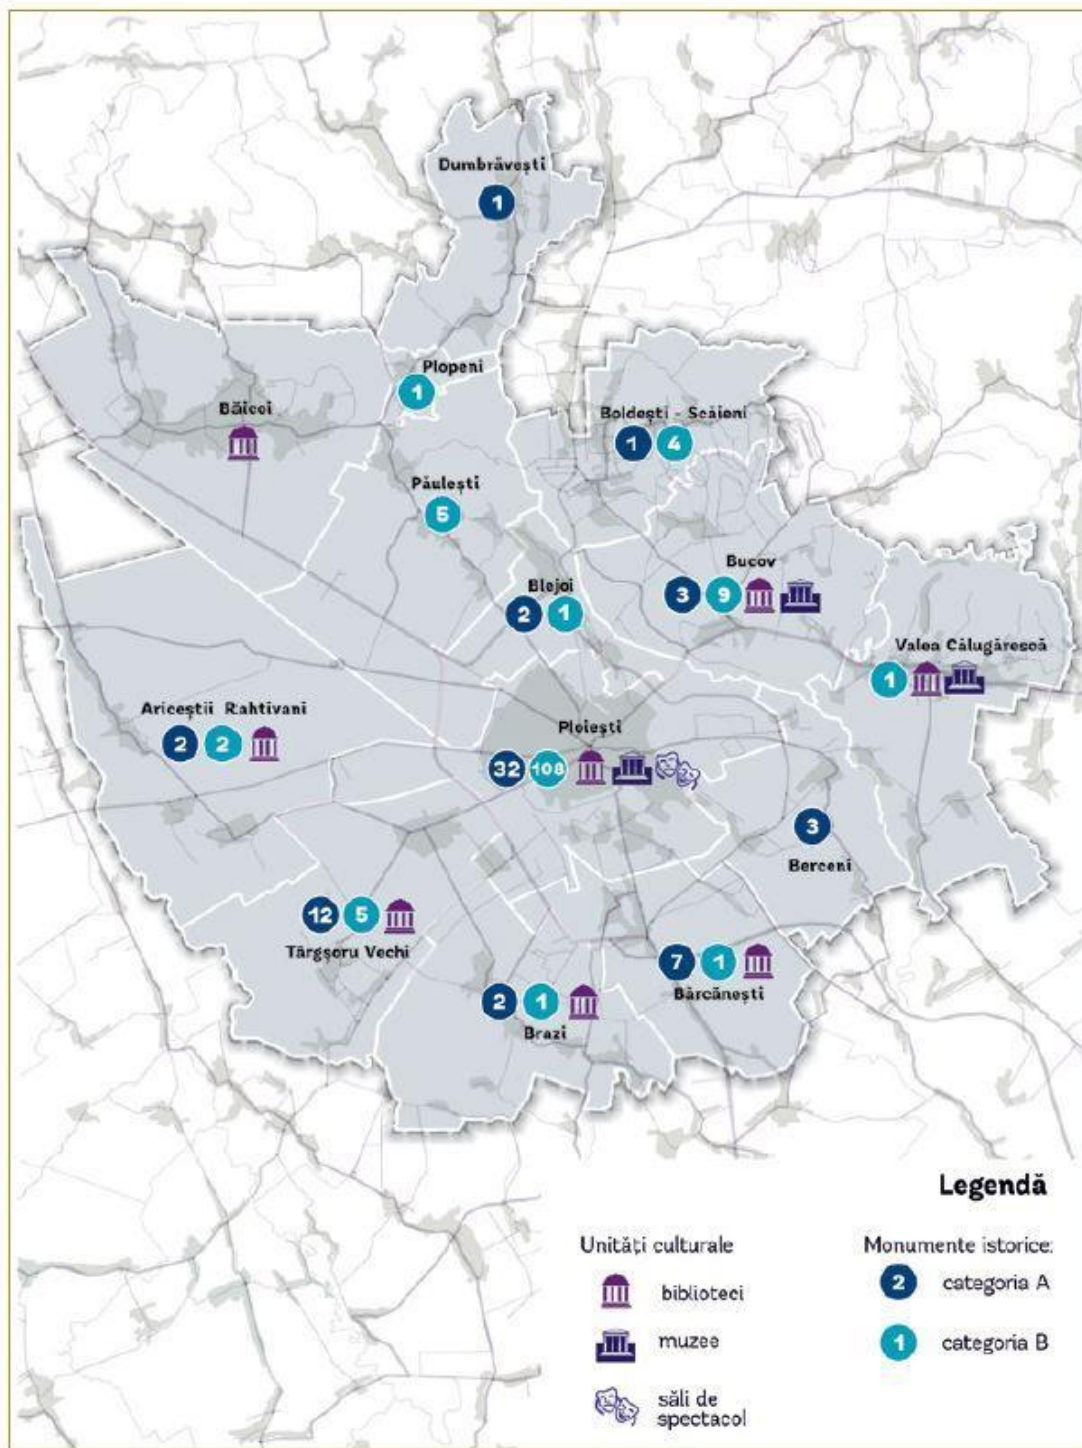 Dumbrăvești
1
Plopeni
1
Băicoi
Boldești - Scăieni
1 4
Păulești
5
Bucov
3 9
Blejoi
2 1
Valea Călugărescă
1
Ariceștii Rahtivani
2 2
Ploiești
32 108
3
Berceni
12 5
Târgșoru Vechi
7 1
Bărcănești
2 1
Brazi
Legendă
Unități culturale
biblioteci
muzee
săli de
spectacol
Monumente istorice:
2 categoria A
1 categoria B